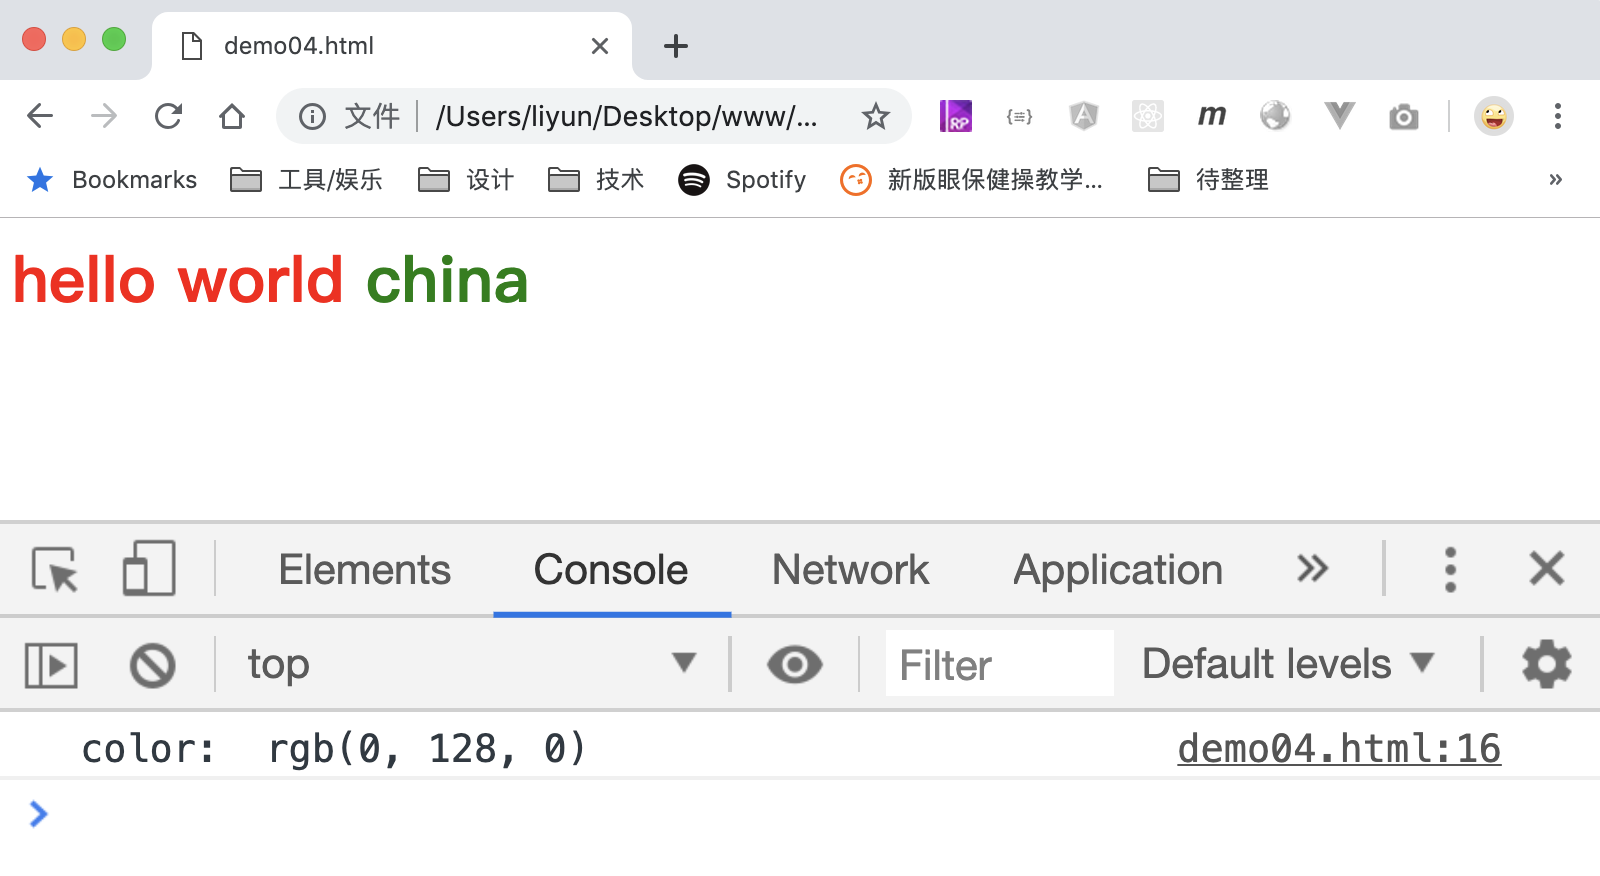 demo04.html
文件 /Users/liyun/Desktop/www/... RP {≡} A m
Bookmarks 工具/娱乐 设计 技术 Spotify 新版眼保健操教学... 待整理 »
hello world china
Elements Console Network Application
top Filter Default levels
color: rgb(0, 128, 0) demo04.html:16